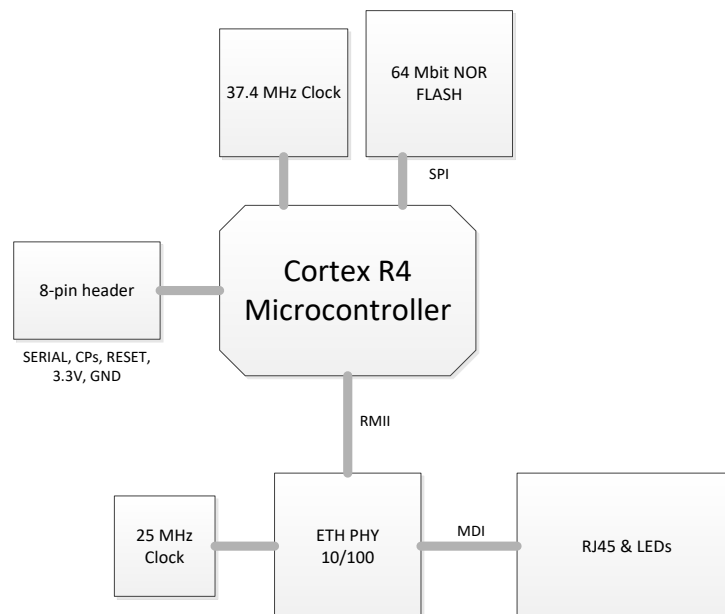 37.4 MHz Clock
64 Mbit NOR
FLASH
SPI
Cortex R4
Microcontroller
8-pin header
SERIAL, CPs, RESET,
3.3V, GND
RMII
25 MHz
Clock
ETH PHY
10/100
MDI
RJ45 & LEDs